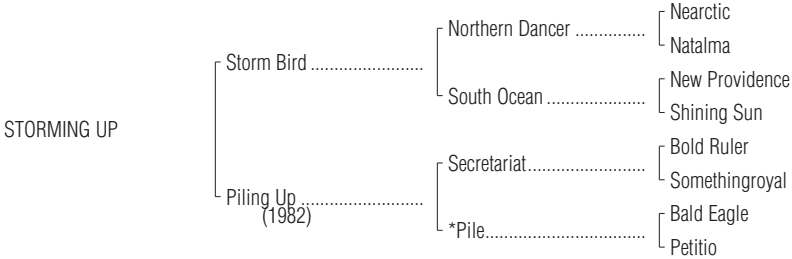 Nearctic
Northern Dancer ...............
Natalma
Storm Bird ........................
New Providence
South Ocean .....................
Shining Sun
STORMING UP
Bold Ruler
Secretariat.........................
Somethingroyal
Piling Up ..........................
(1982)
Bald Eagle
*Pile..................................
Petitio